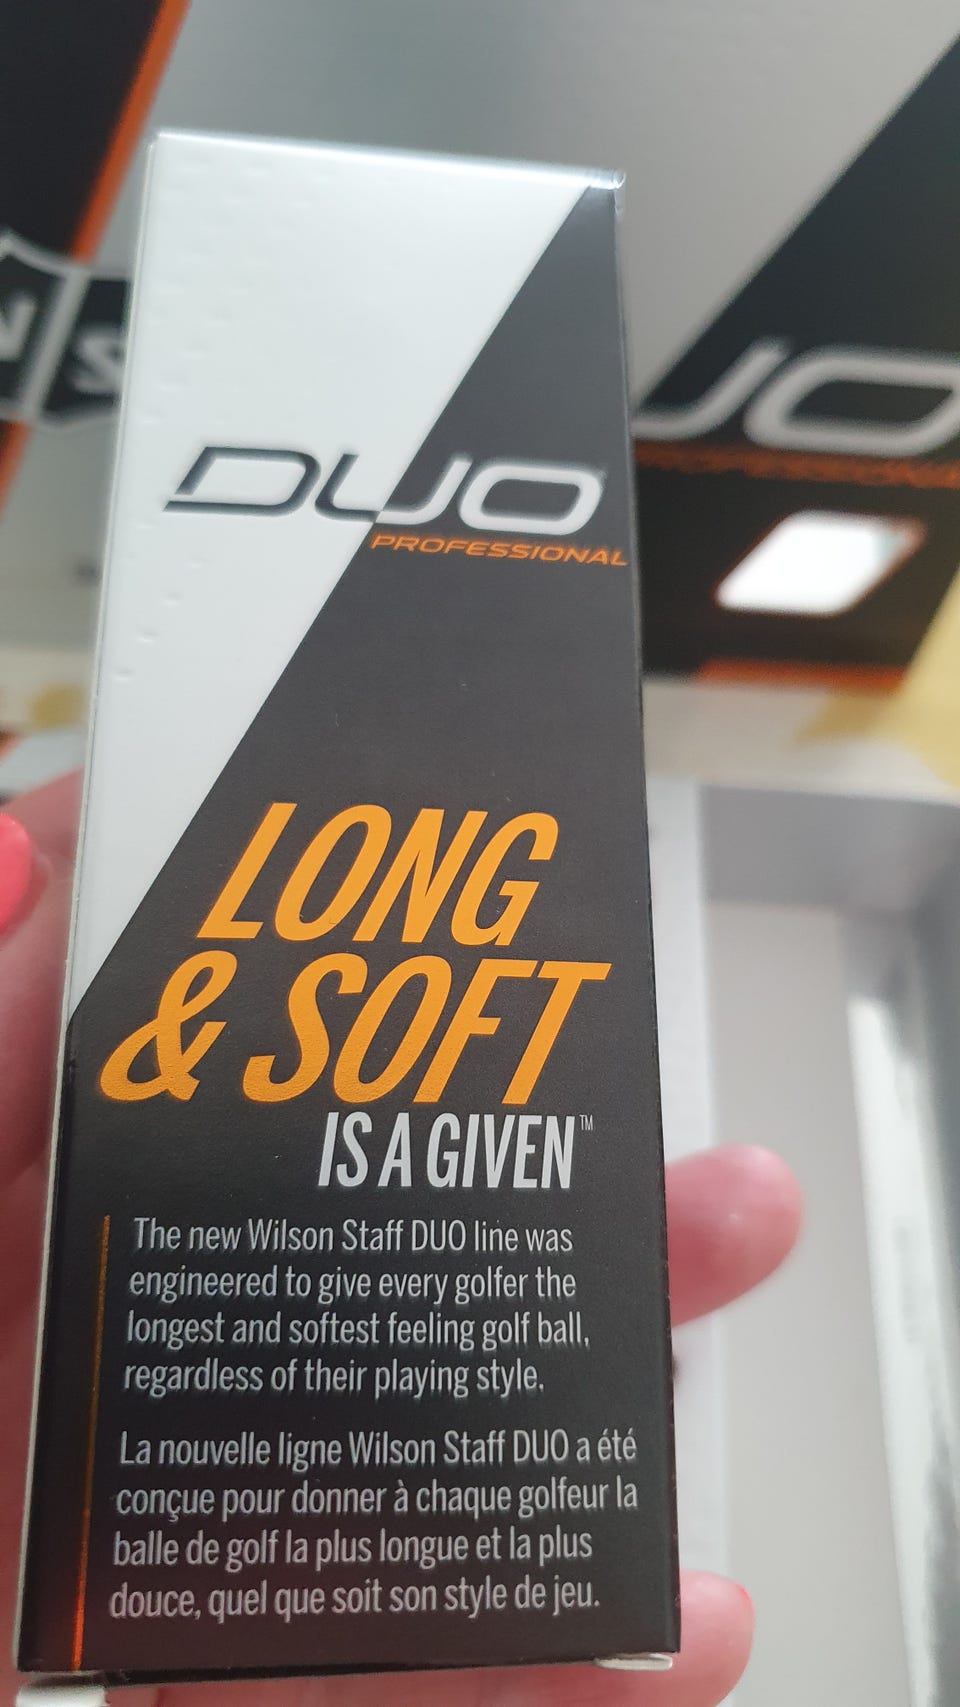 DUO
PROFESSIONAL
LONG
& SOFT
IS A GIVEN™
The new Wilson Staff DUO line was
engineered to give every golfer the
longest and softest feeling golf ball,
regardless of their playing style.
La nouvelle ligne Wilson Staff DUO a été
conçue pour donner à chaque golfeur la
balle de golf la plus longue et la plus
douce, quel que soit son style de jeu.
UO
PROFESSIONAL